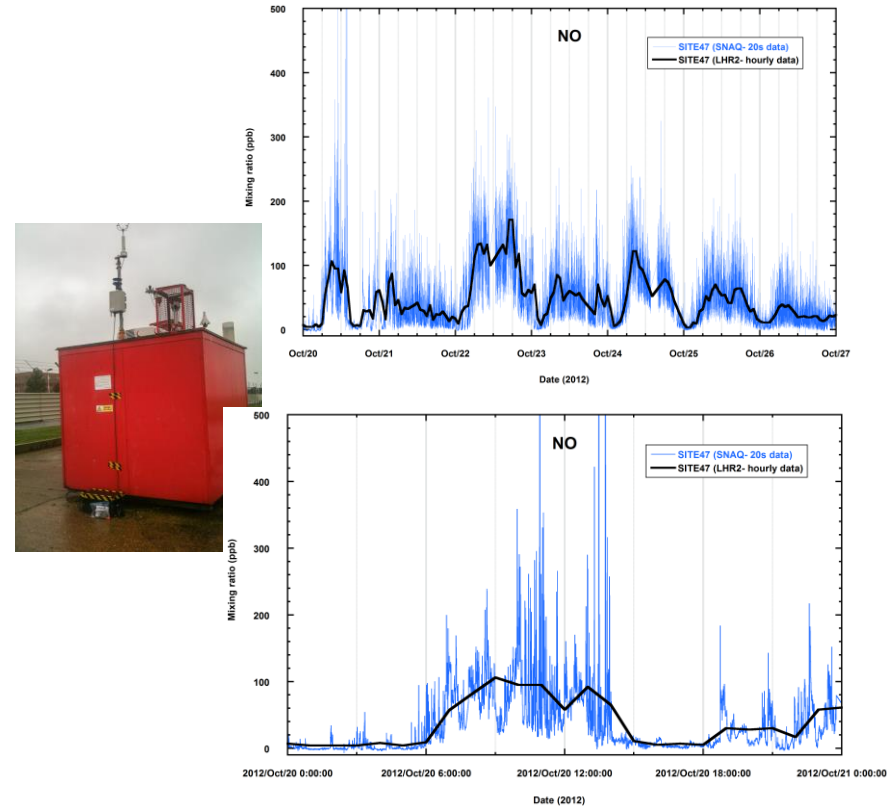 500
400
300
200
100
0
Mixing ratio (ppb)
NO
SITE47 (SNAQ- 20s data)
SITE47 (LHR2- hourly data)
Oct/20 Oct/21 Oct/22 Oct/23 Oct/24 Oct/25 Oct/26 Oct/27
Date (2012)
500
400
300
200
100
0
Mixing ratio (ppb)
NO
SITE47 (SNAQ- 20s data)
SITE47 (LHR2- hourly data)
2012/Oct/20 0:00:00 2012/Oct/20 6:00:00 2012/Oct/20 12:00:00 2012/Oct/20 18:00:00 2012/Oct/21 0:00:00
Date (2012)